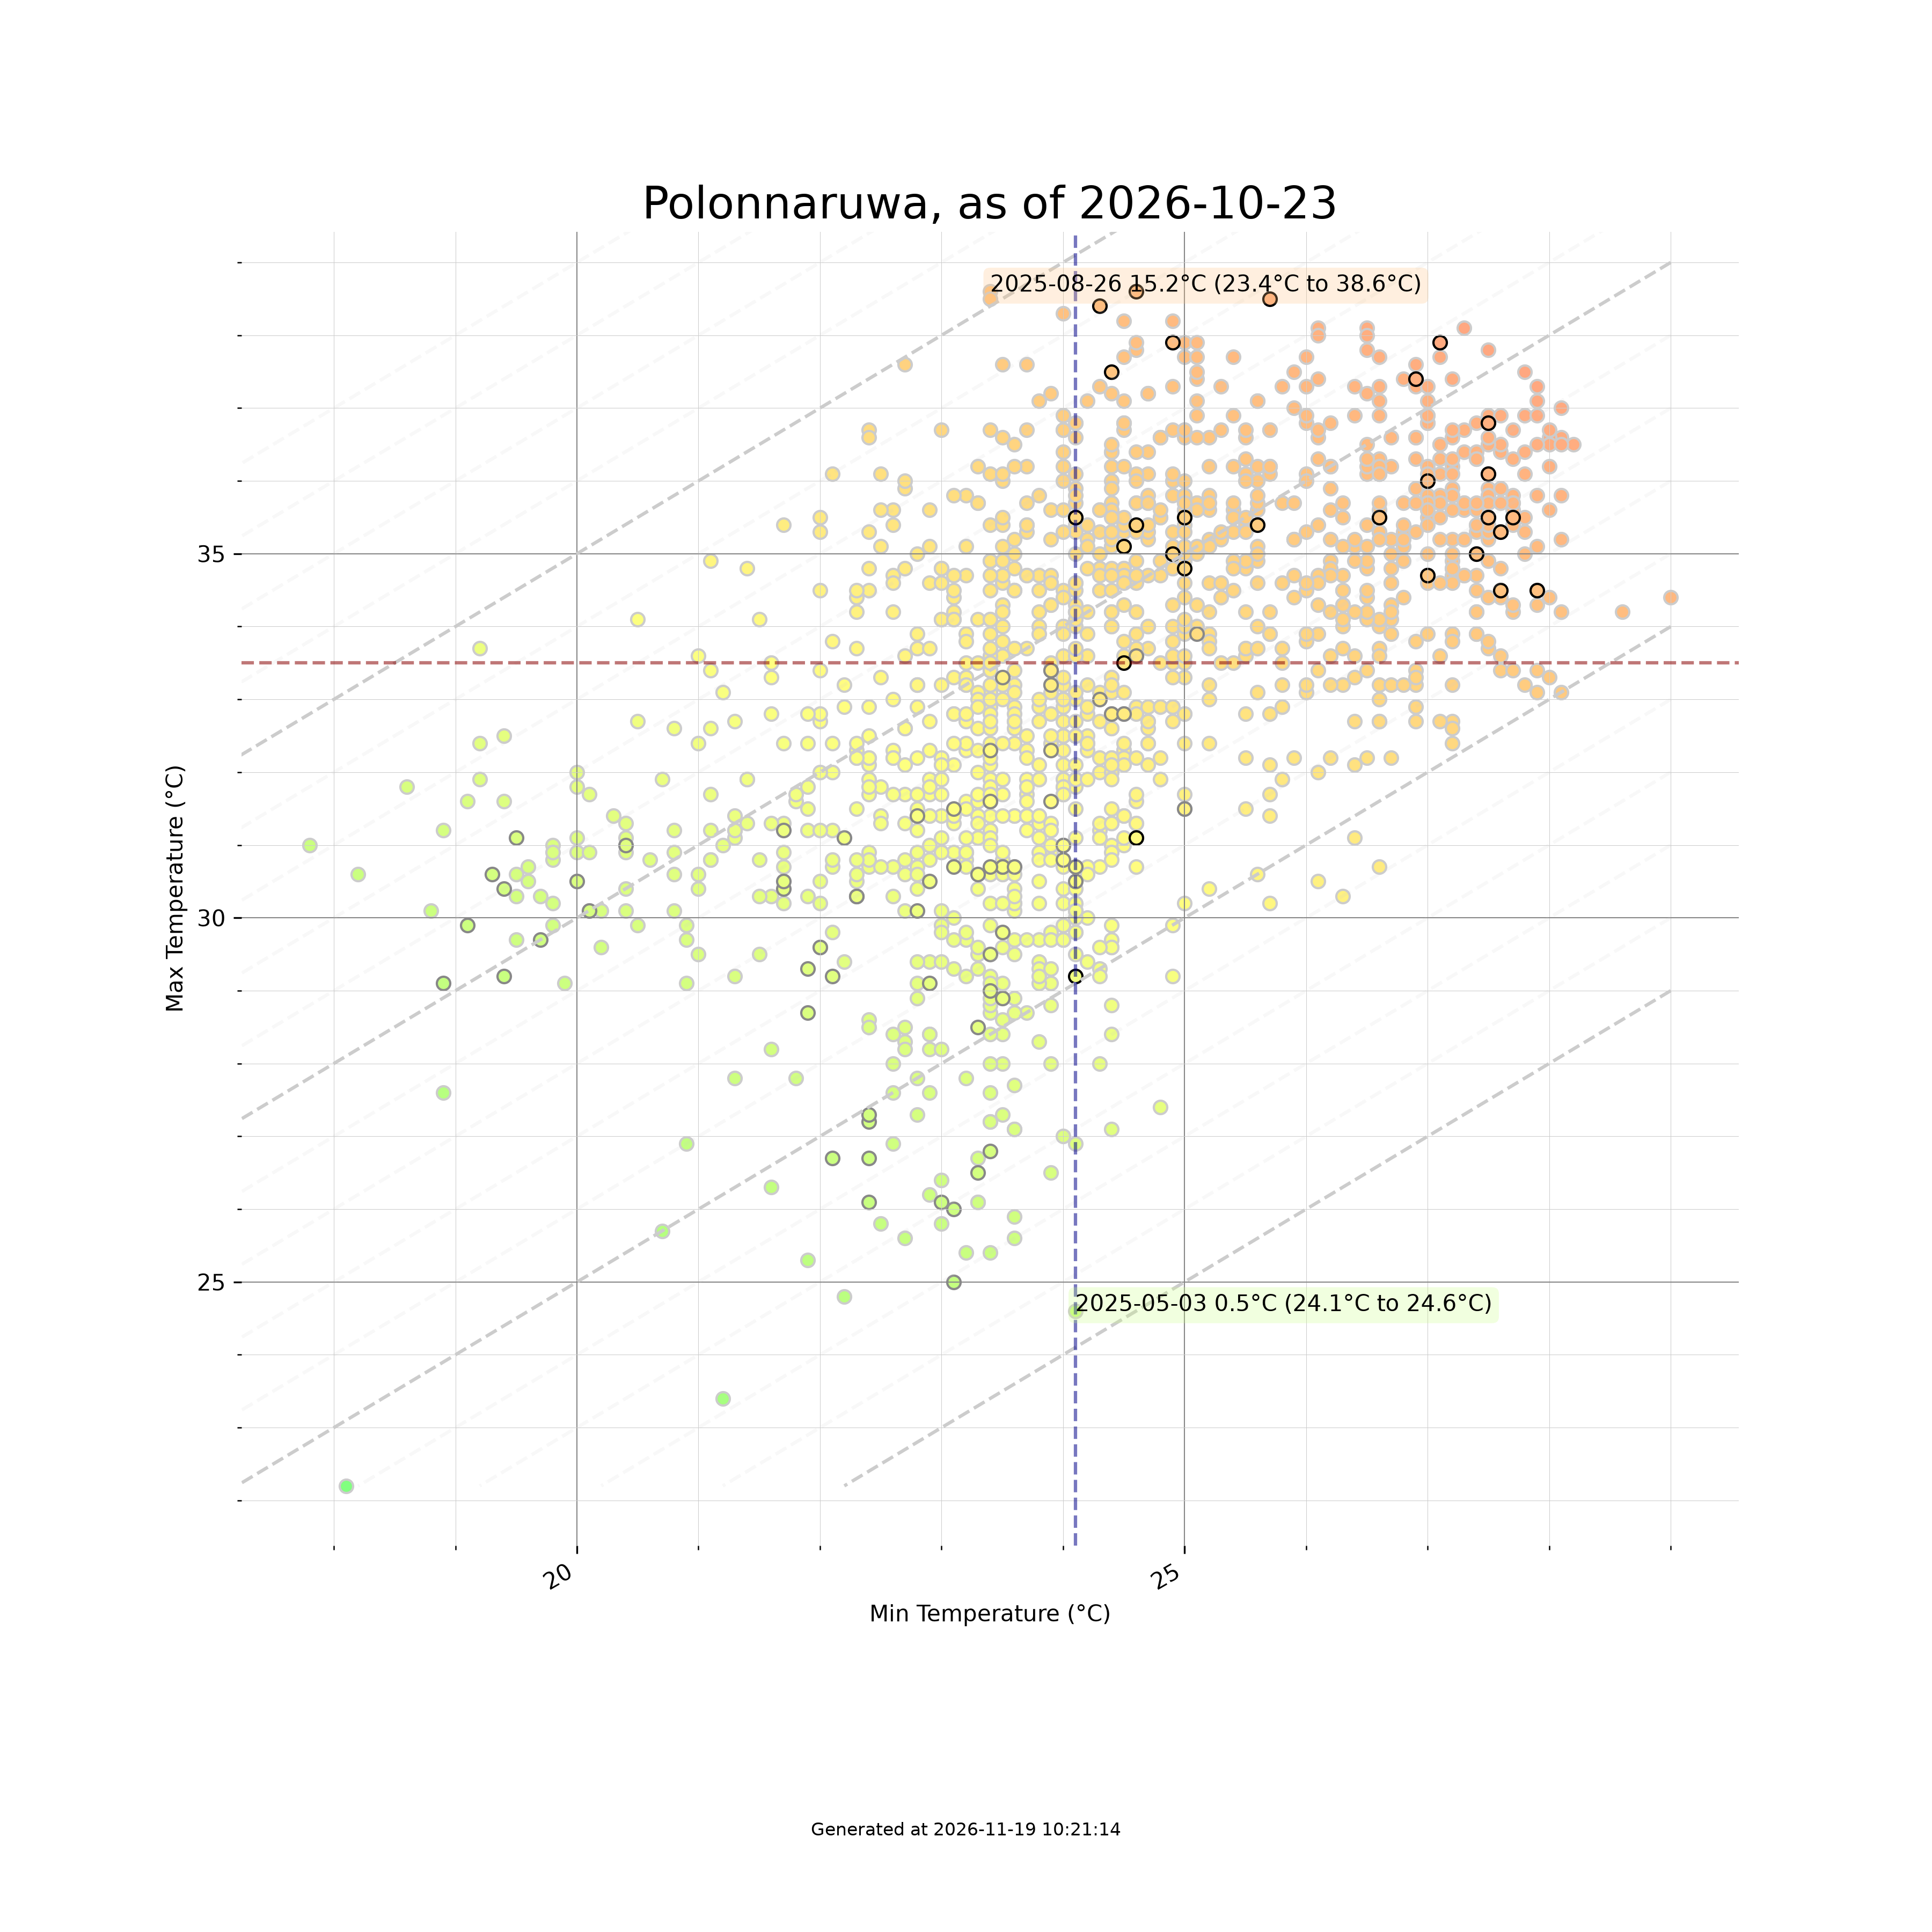 Polonnaruwa, as of 2026-10-23
2025-08-26 15.2°C (23.4°C to 38.6°C)
35
30
25
Max Temperature (°C)
2025-05-03 0.5°C (24.1°C to 24.6°C)
20
25
Min Temperature (°C)
Generated at 2026-11-19 10:21:14